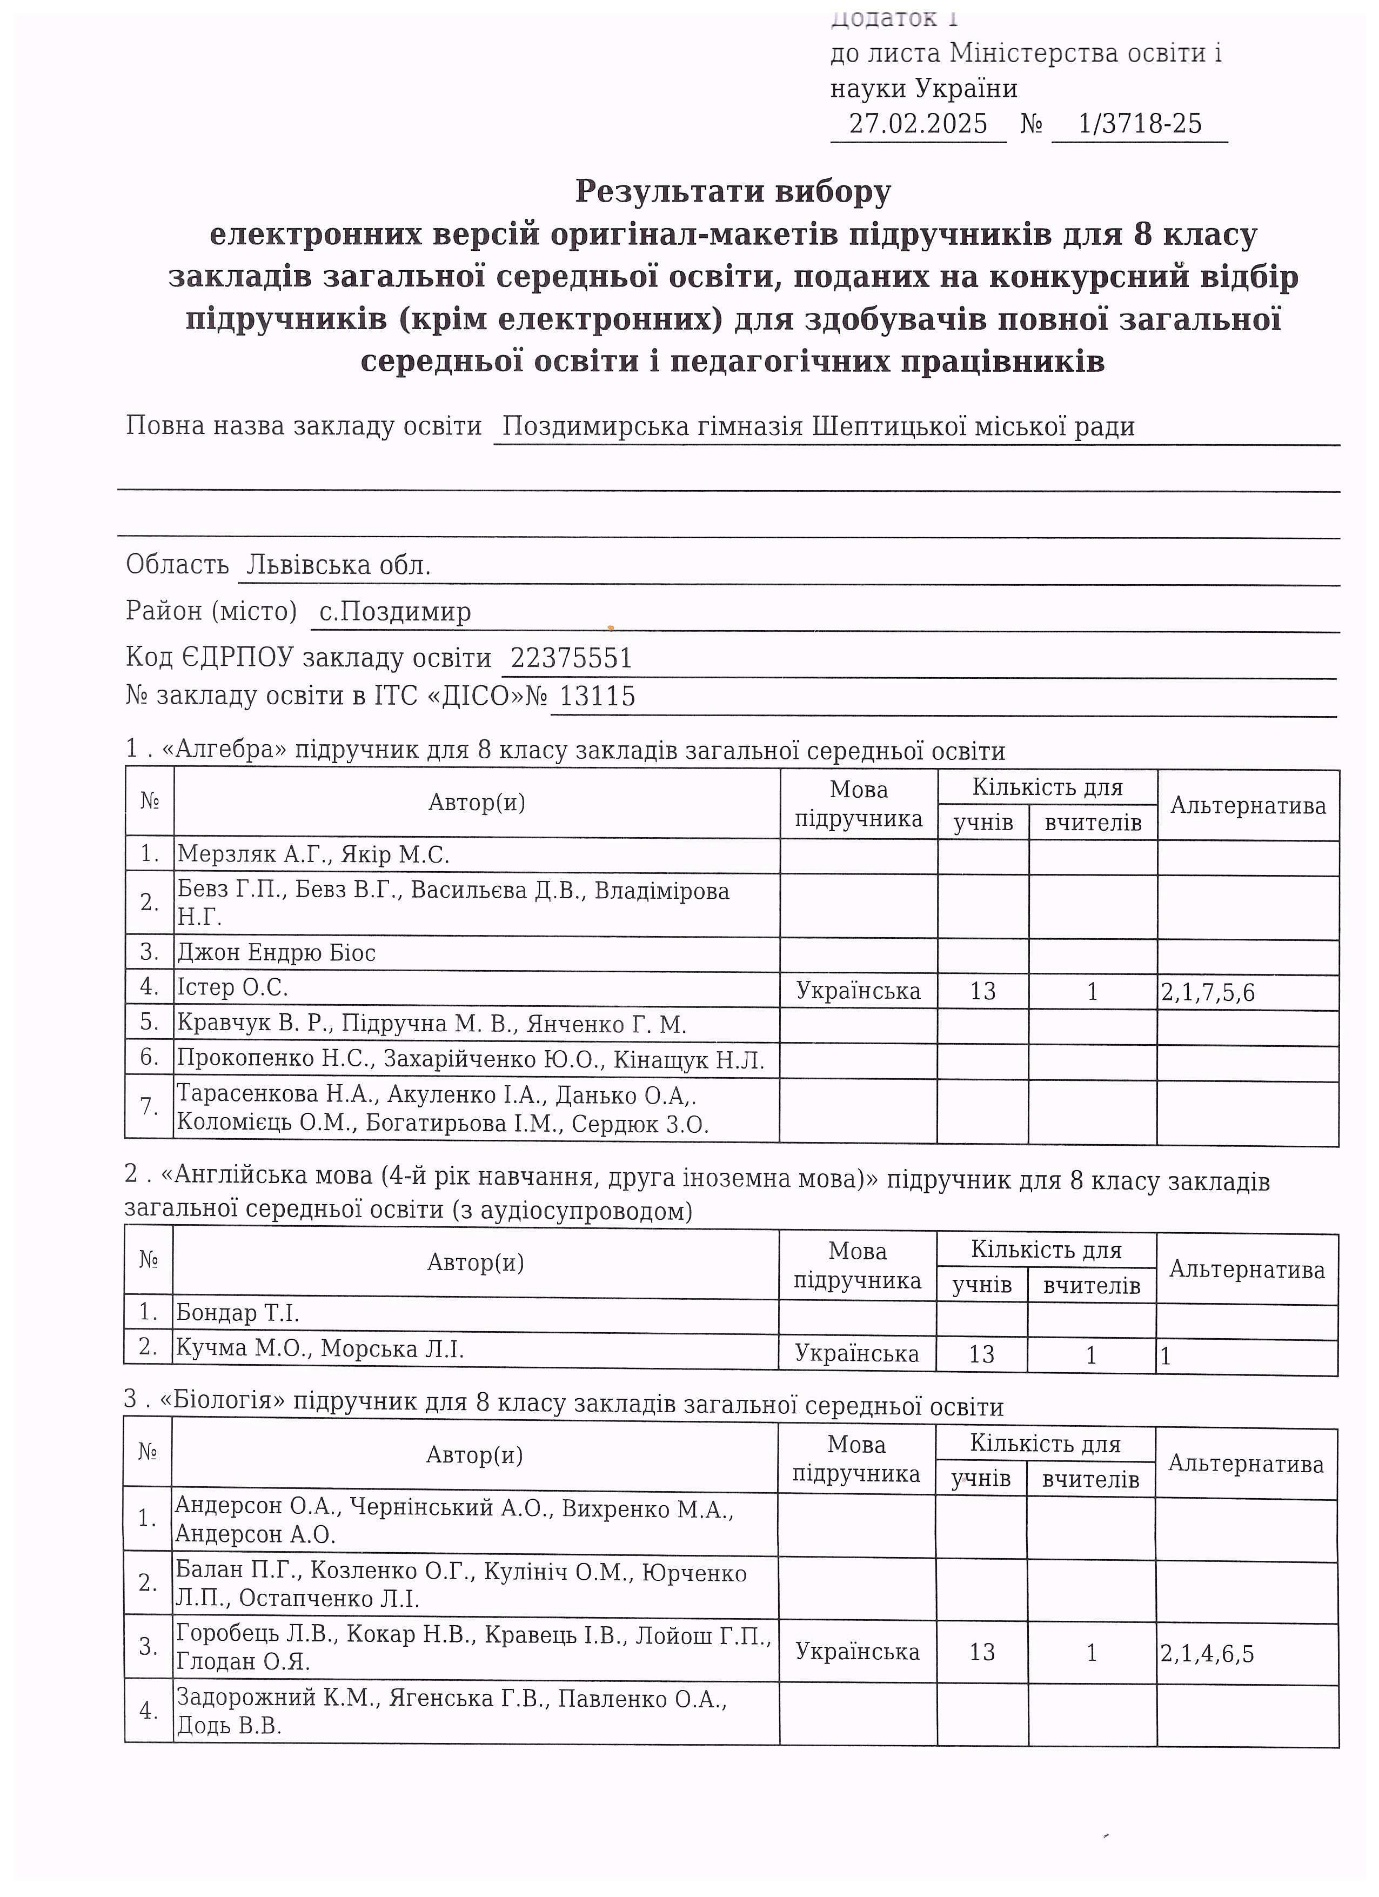 Додаток 1
до листа Міністерства освіти і
науки України
27.02.2025 № 1/3718-25
Результати вибору
електронних версій оригінал-макетів підручників для 8 класу
закладів загальної середньої освіти, поданих на конкурсний відбір
підручників (крім електронних) для здобувачів повної загальної
середньої освіти і педагогічних працівників
Повна назва закладу освіти Поздимирська гімназія Шептицької міської ради
Область Львівська обл.
Район (місто) с.Поздимир
Код ЄДРПОУ закладу освіти 22375551
№ закладу освіти в ІТС «ДІСО»№ 13115
1 . «Алгебра» підручник для 8 класу закладів загальної середньої освіти
№ Автор(и) Мова підручника Кількість для Альтернатива
учнів вчителів
1. Мерзляк А.Г., Якір М.С.
2. Бевз Г.П., Бевз В.Г., Васильєва Д.В., Владімірова
Н.Г.
3. Джон Ендрю Біос
4. Істер О.С. Українська 13 1 2,1,7,5,6
5. Кравчук В. Р., Підручна М. В., Янченко Г. М.
6. Прокопенко Н.С., Захарійченко Ю.О., Кінащук Н.Л.
7. Тарасенкова Н.А., Акуленко І.А., Данько О.А,.
Коломієць О.М., Богатирьова І.М., Сердюк З.О.
2 . «Англійська мова (4-й рік навчання, друга іноземна мова)» підручник для 8 класу закладів
загальної середньої освіти (з аудіосупроводом)
№ Автор(и) Мова підручника Кількість для Альтернатива
учнів вчителів
1. Бондар Т.І.
2. Кучма М.О., Морська Л.І. Українська 13 1 1
3 . «Біологія» підручник для 8 класу закладів загальної середньої освіти
№ Автор(и) Мова підручника Кількість для Альтернатива
учнів вчителів
1. Андерсон О.А., Чернінський А.О., Вихренко М.А.,
Андерсон А.О.
2. Балан П.Г., Козленко О.Г., Кулініч О.М., Юрченко
Л.П., Остапченко Л.І.
3. Горобець Л.В., Кокар Н.В., Кравець І.В., Лойош Г.П.,
Глодан О.Я. Українська 13 1 2,1,4,6,5
4. Задорожний К.М., Ягенська Г.В., Павленко О.А.,
Додь В.В.